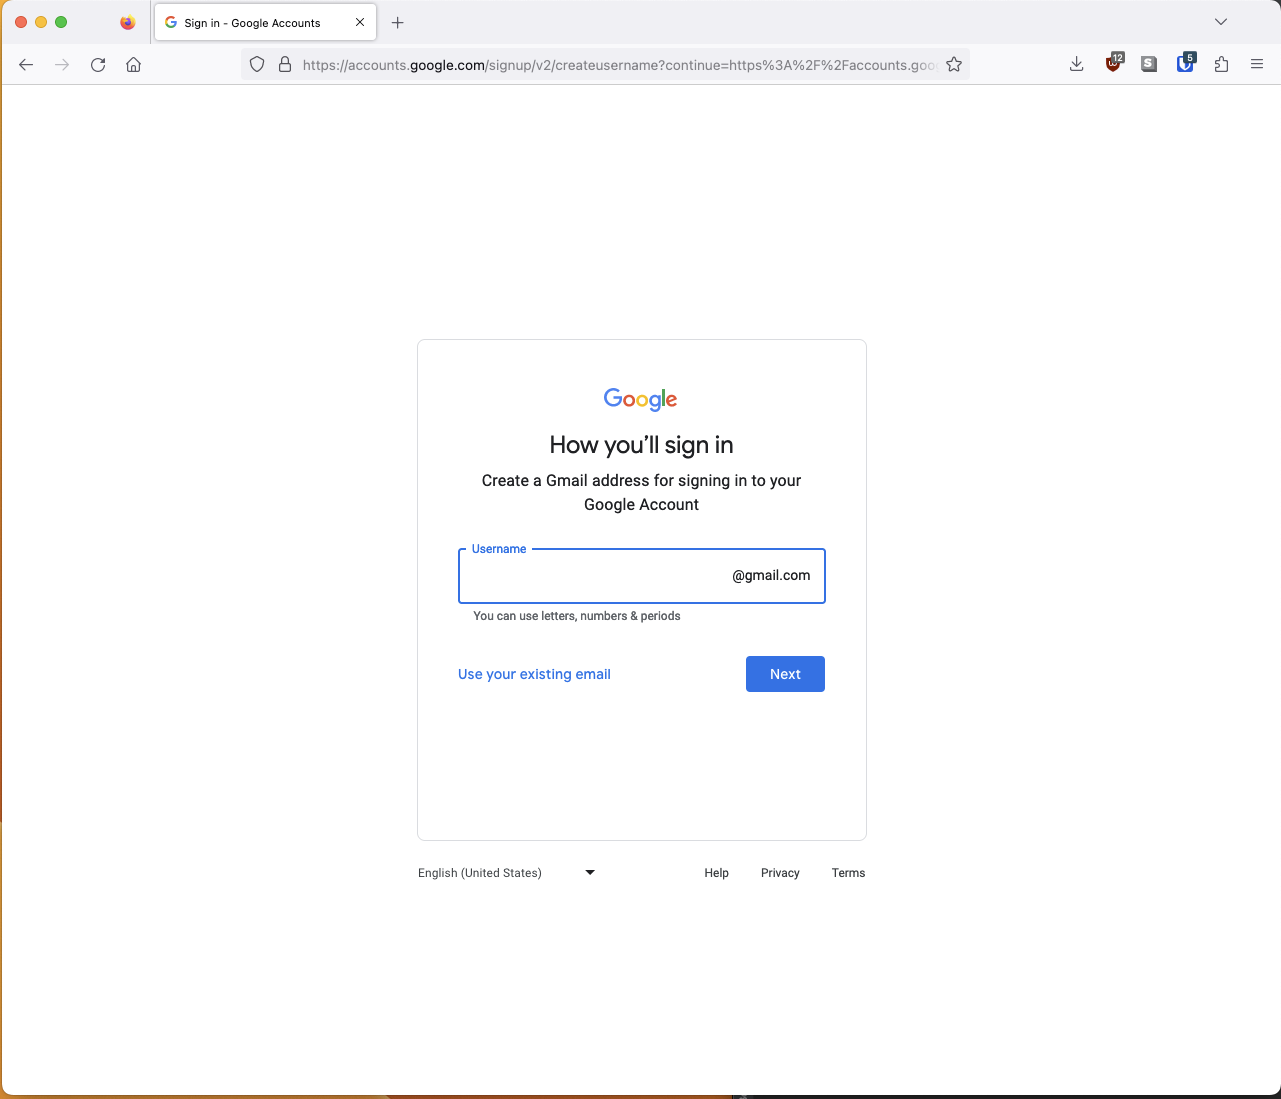 Sign in - Google Accounts
https://accounts.google.com/signup/v2/createusername?continue=https%3A%2F%2Faccounts.goo
12
S
5
Google
How you’ll sign in
Create a Gmail address for signing in to your
Google Account
Username
@gmail.com
You can use letters, numbers & periods
Use your existing email
Next
English (United States)
Help
Privacy
Terms